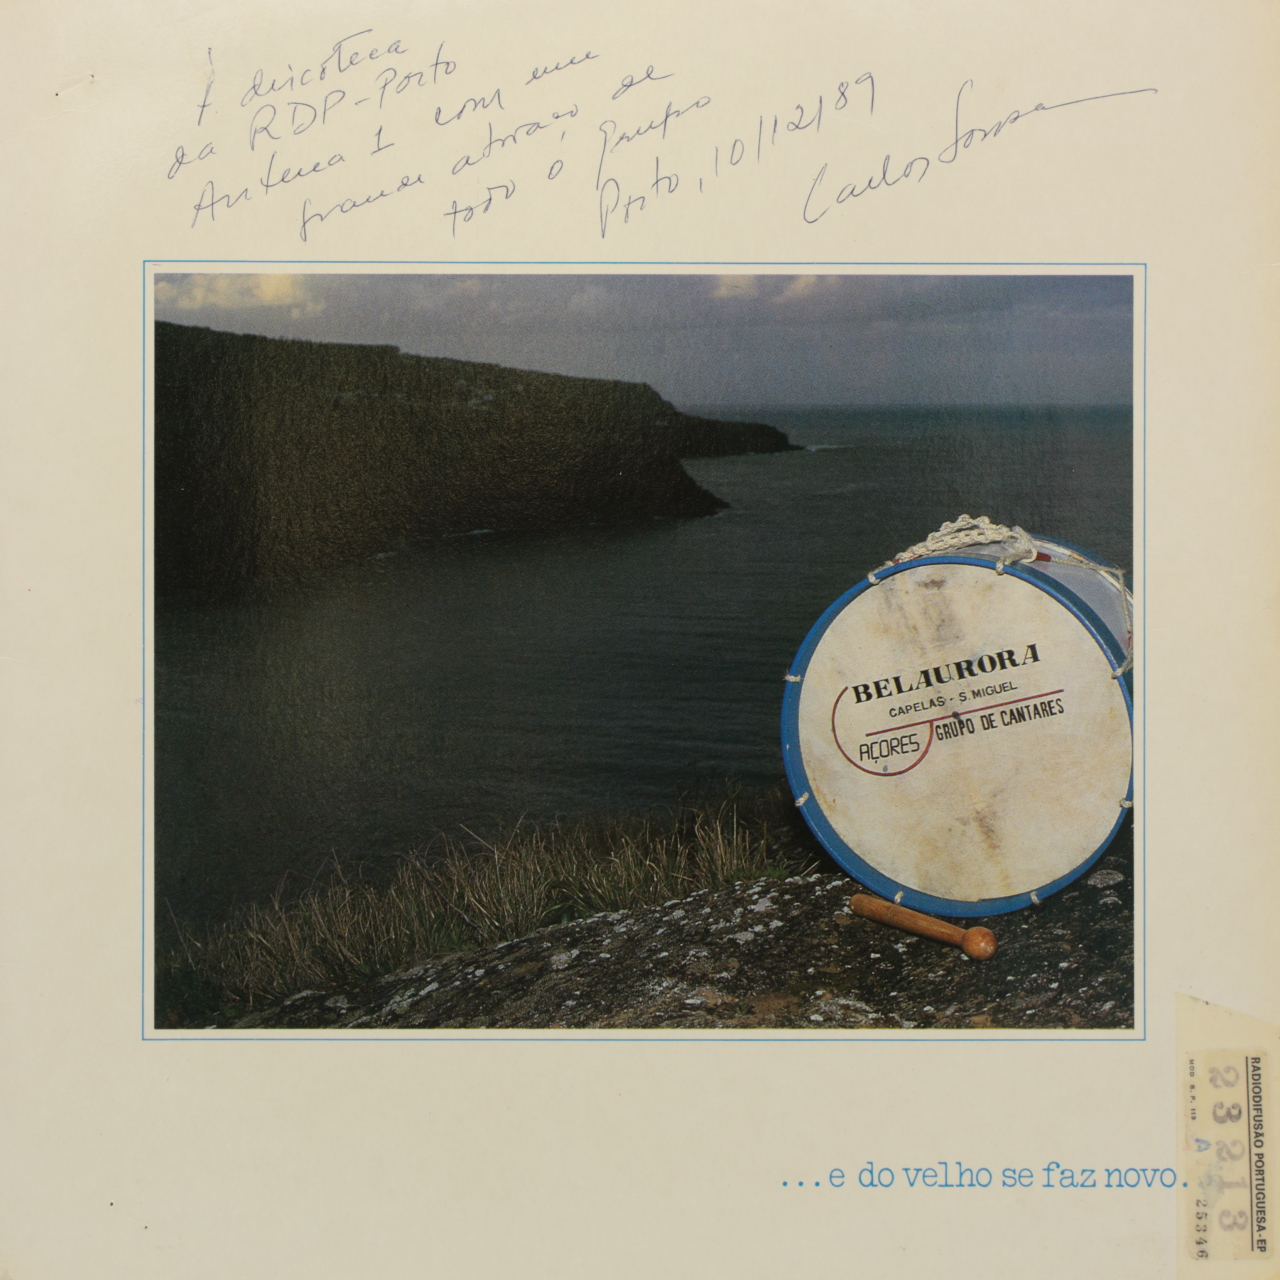 À discoteca
da RDP-Porto
Antena 1 com um
grande abraço de
todo o Grupo
Porto, 10/12/89
Carlos Sousa
BELAURORA
CAPELAS - S. MIGUEL
AÇORES GRUPO DE CANTARES
...e do velho se faz novo.
RADIODIFUSÃO PORTUGUESA-EP
23213
A
25346